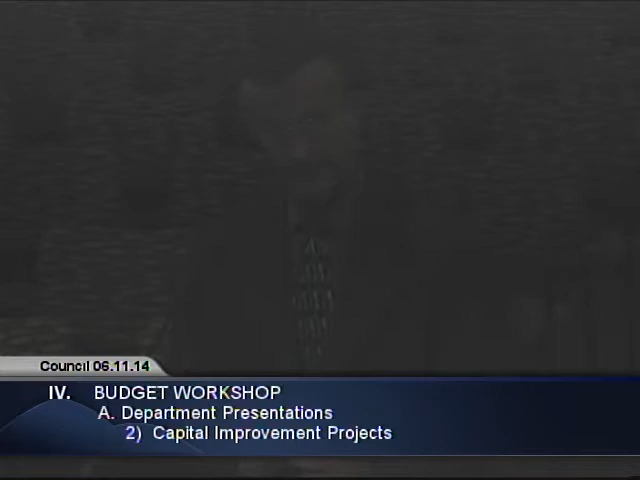 Council 06.11.14
IV. BUDGET WORKSHOP
A. Department Presentations
2) Capital Improvement Projects